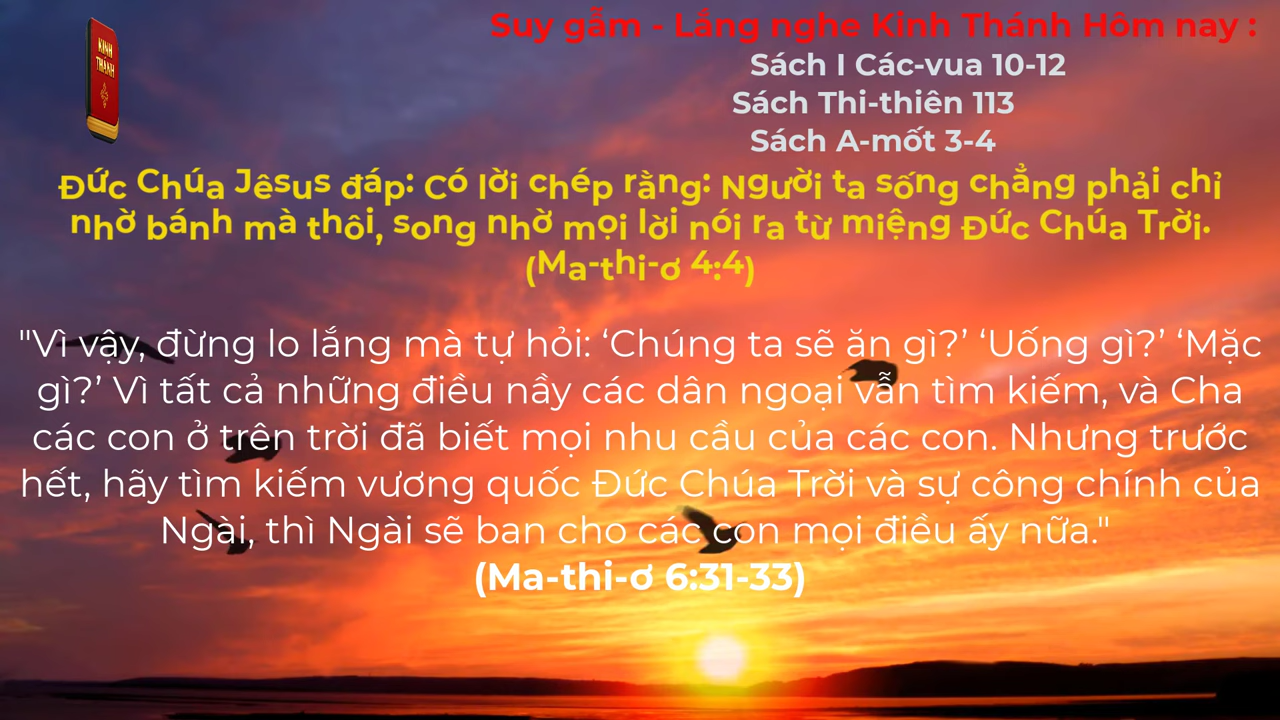 KINH
THÁNH
Suy gẫm - Lắng nghe Kinh Thánh Hôm nay :
Sách I Các-vua 10-12
Sách Thi-thiên 113
Sách A-mốt 3-4
Đức Chúa Jêsus đáp: Có lời chép rằng: Người ta sống chẳng phải chỉ
nhờ bánh mà thôi, song nhờ mọi lời nói ra từ miệng Đức Chúa Trời.
(Ma-thi-ơ 4:4)
"Vì vậy, đừng lo lắng mà tự hỏi: ‘Chúng ta sẽ ăn gì?’ ‘Uống gì?’ ‘Mặc
gì?’ Vì tất cả những điều nầy các dân ngoại vẫn tìm kiếm, và Cha
các con ở trên trời đã biết mọi nhu cầu của các con. Nhưng trước
hết, hãy tìm kiếm vương quốc Đức Chúa Trời và sự công chính của
Ngài, thì Ngài sẽ ban cho các con mọi điều ấy nữa."
(Ma-thi-ơ 6:31-33)